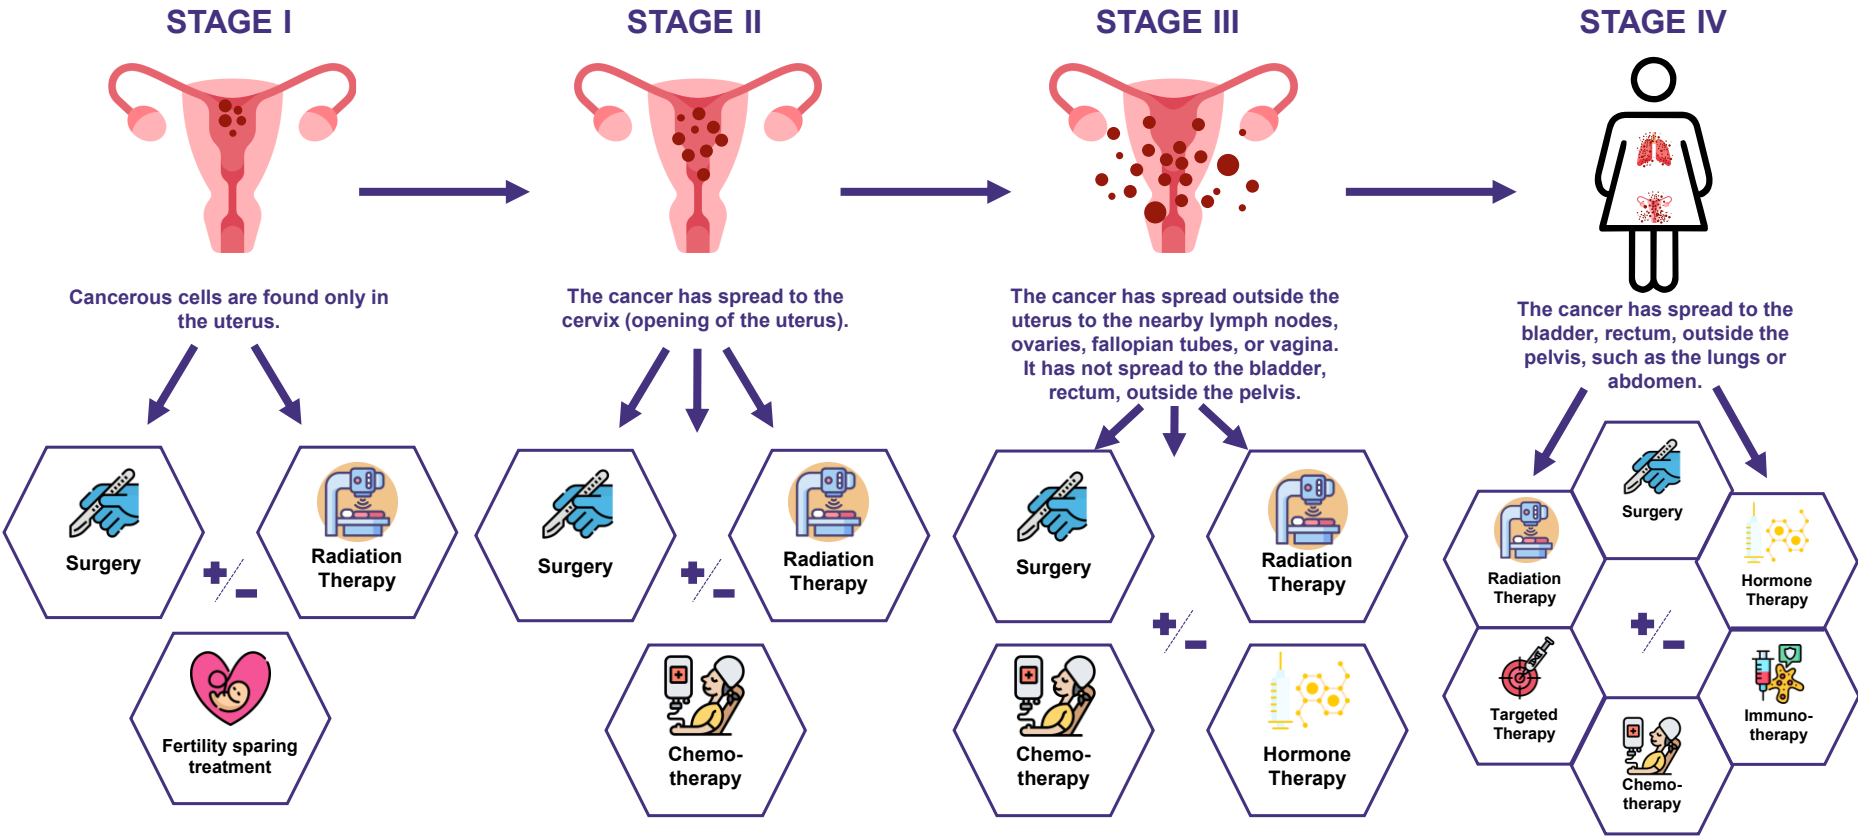 STAGE I
Cancerous cells are found only in
the uterus.
Surgery
Radiation
Therapy
+/-
Fertility sparing
treatment
STAGE II
The cancer has spread to the
cervix (opening of the uterus).
Surgery
Radiation
Therapy
+/-
Chemo-
therapy
STAGE III
The cancer has spread outside the
uterus to the nearby lymph nodes,
ovaries, fallopian tubes, or vagina.
It has not spread to the bladder,
rectum, outside the pelvis.
Surgery
Radiation
Therapy
+/-
Chemo-
therapy
Hormone
Therapy
STAGE IV
The cancer has spread to the
bladder, rectum, outside the
pelvis, such as the lungs or
abdomen.
Surgery
Radiation
Therapy
Hormone
Therapy
+/-
Targeted
Therapy
Immuno-
therapy
Chemo-
therapy